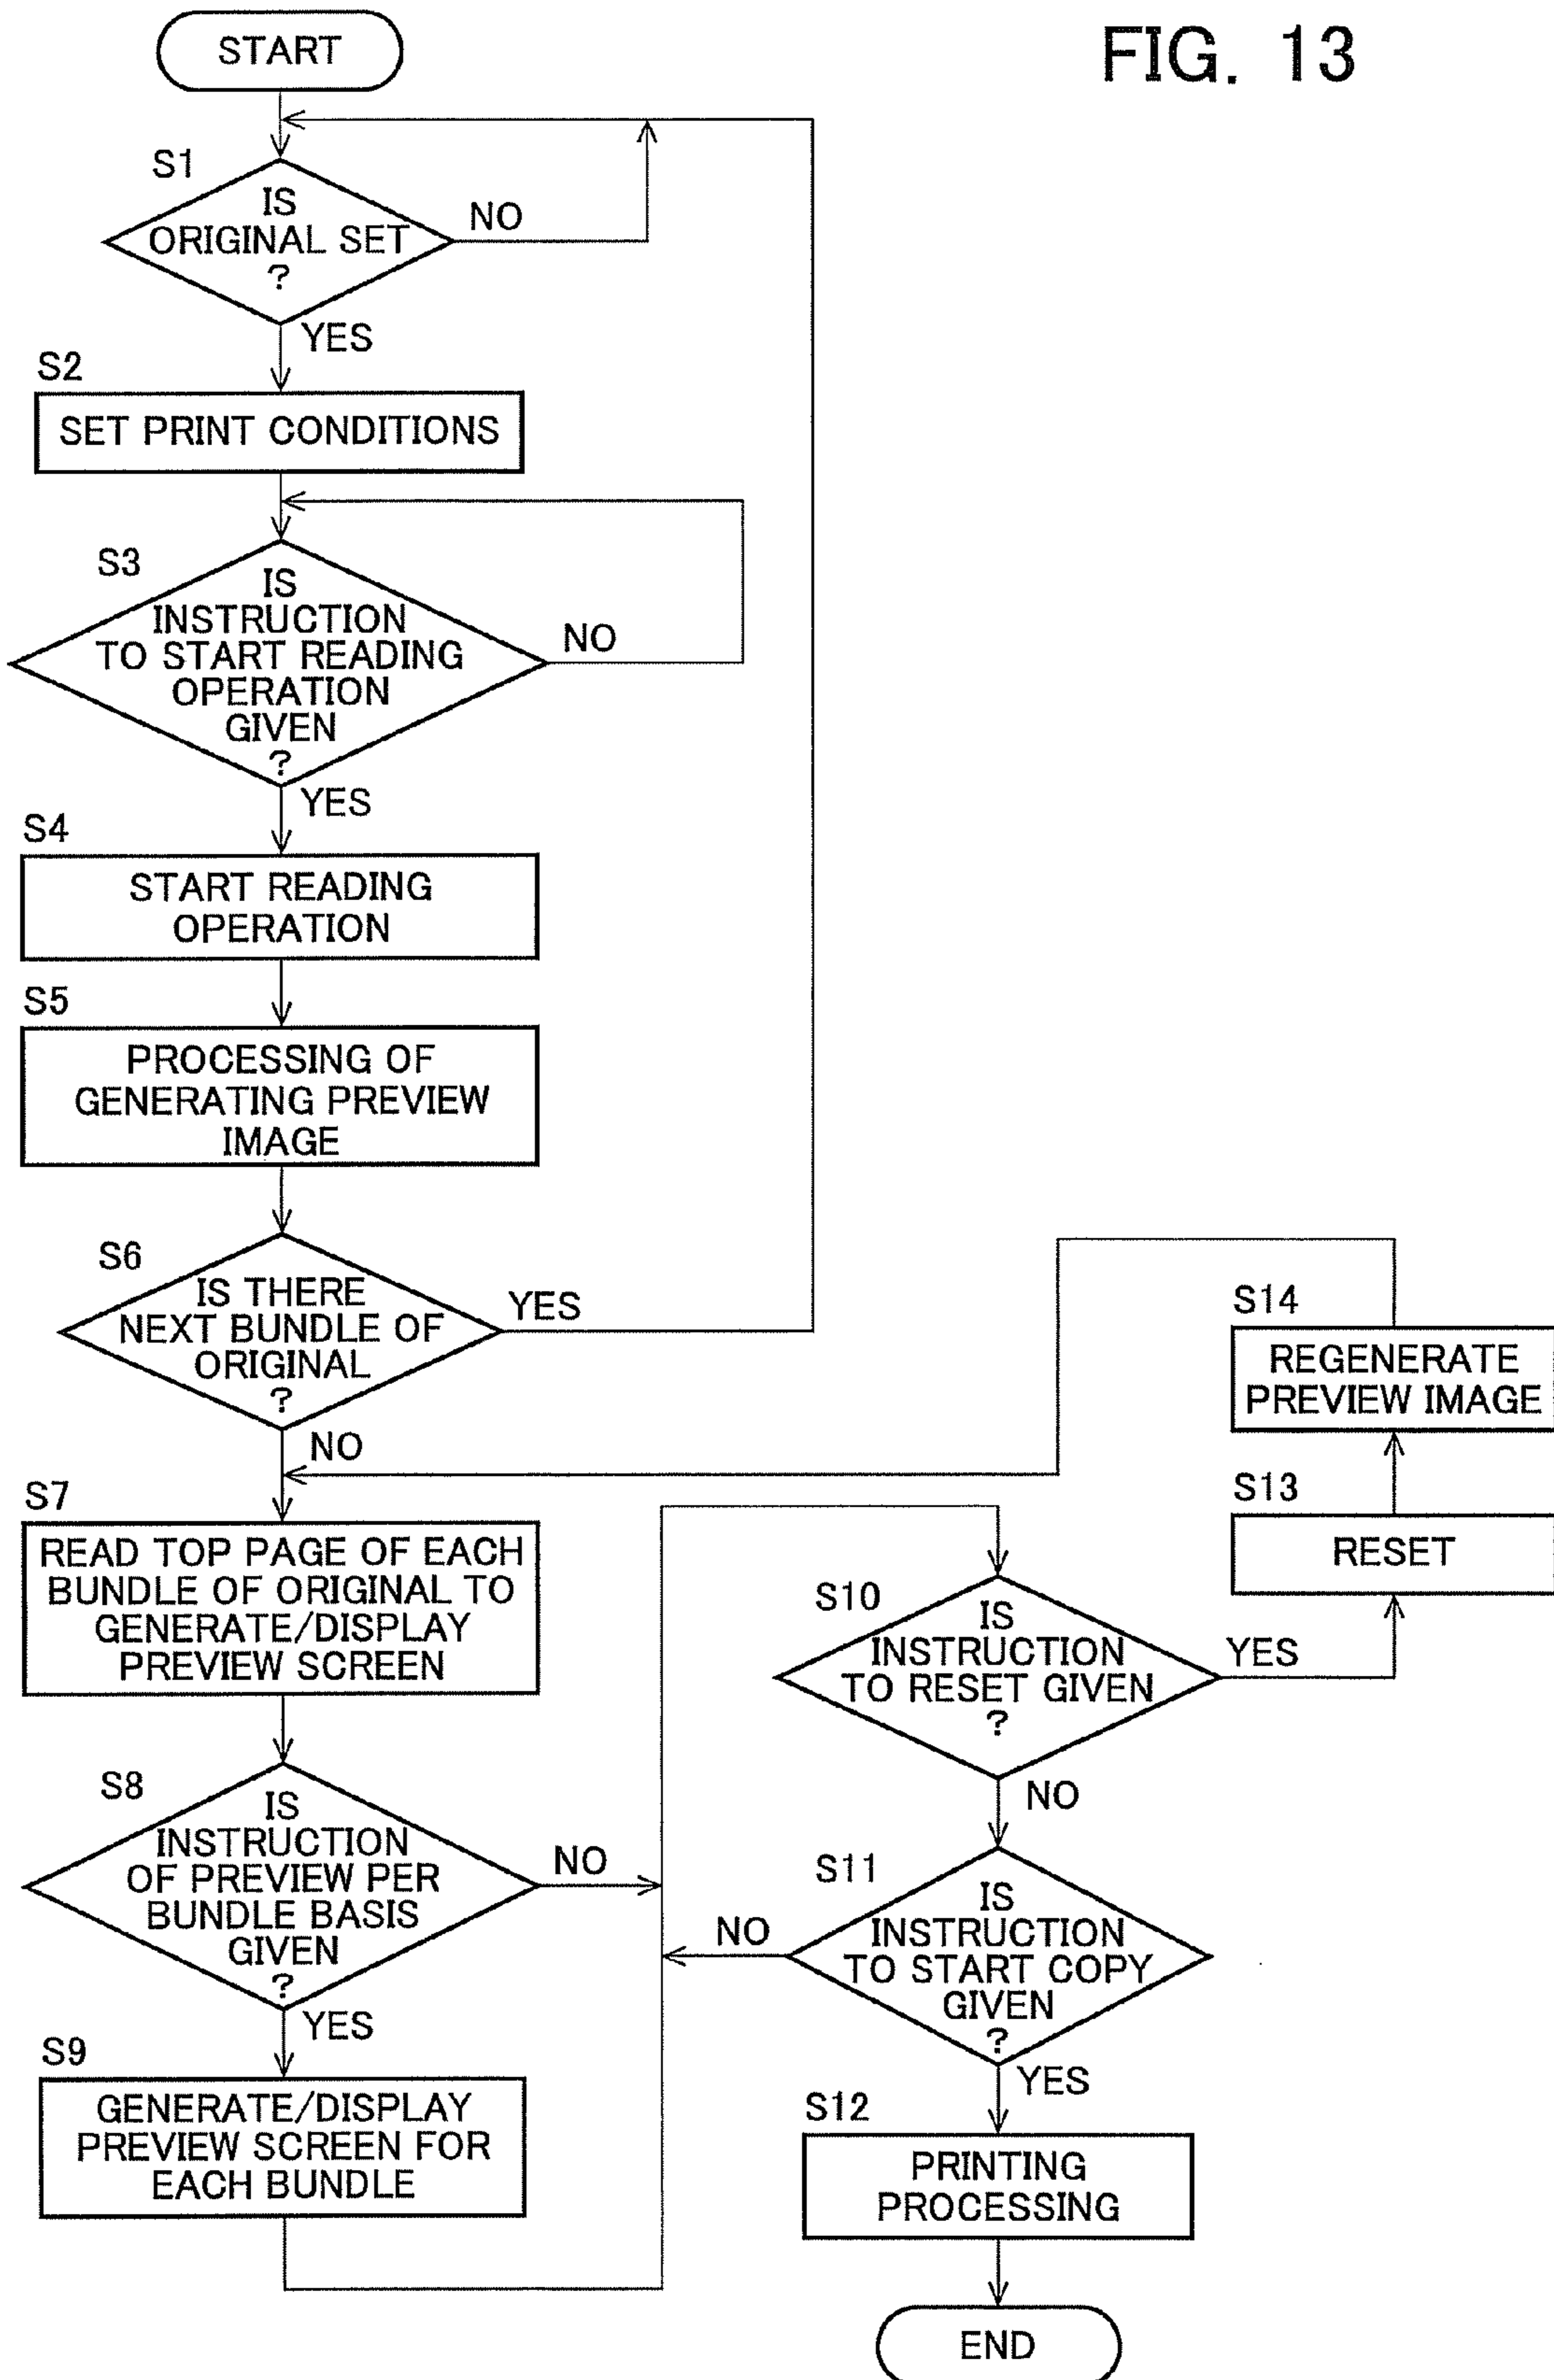 FIG. 13
START
S1
IS
ORIGINAL SET
?
NO
YES
S2
SET PRINT CONDITIONS
S3
IS
INSTRUCTION
TO START READING
OPERATION
GIVEN
?
NO
YES
S4
START READING
OPERATION
S5
PROCESSING OF
GENERATING PREVIEW
IMAGE
S6
IS THERE
NEXT BUNDLE OF
ORIGINAL
?
YES
NO
S7
READ TOP PAGE OF EACH
BUNDLE OF ORIGINAL TO
GENERATE/DISPLAY
PREVIEW SCREEN
S8
IS
INSTRUCTION
OF PREVIEW PER
BUNDLE BASIS
GIVEN
?
NO
YES
S9
GENERATE/DISPLAY
PREVIEW SCREEN FOR
EACH BUNDLE
S10
IS
INSTRUCTION
TO RESET GIVEN
?
YES
NO
S11
IS
INSTRUCTION
TO START COPY
GIVEN
?
NO
YES
S12
PRINTING
PROCESSING
END
S13
RESET
S14
REGENERATE
PREVIEW IMAGE